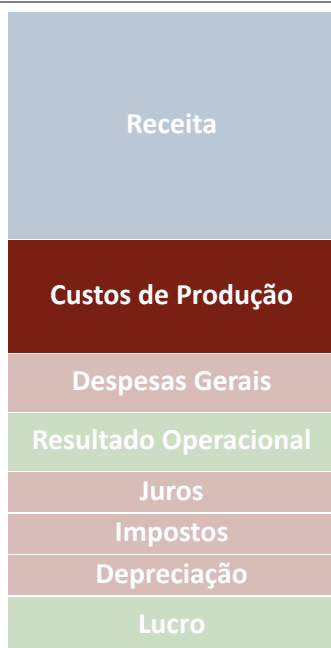 Receita
Custos de Produção
Despesas Gerais
Resultado Operacional
Juros
Impostos
Depreciação
Lucro